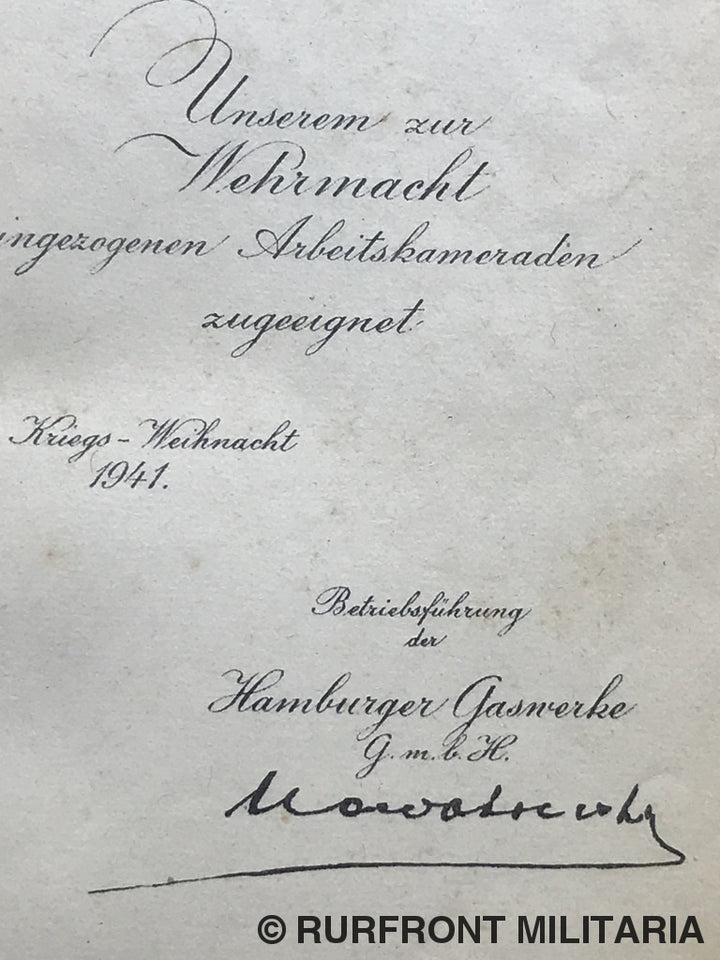 Unserem zur
Wehrmacht
ingezogenen Arbeitskameraden
zugeeignet
Kriegs-Weihnacht
1941.
Betriebsführung
der
Hamburger Gaswerke
G.m.b.H.
© RURFRONT MILITARIA